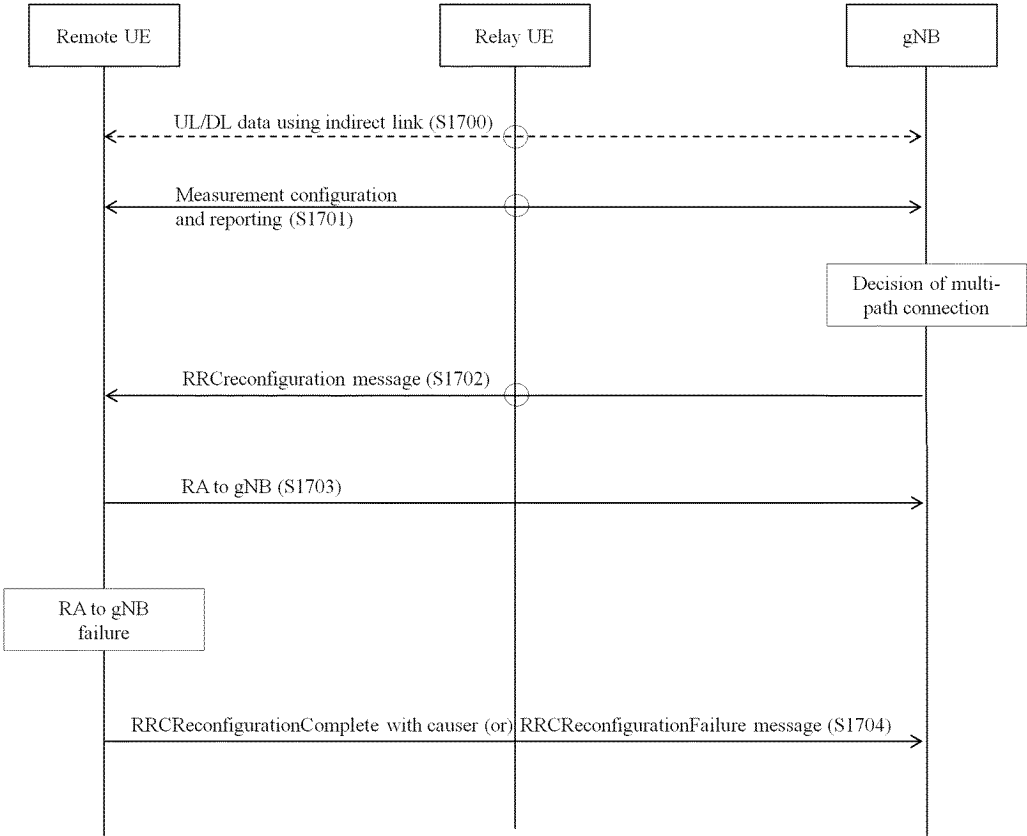 Remote UE
Relay UE
gNB
UL/DL data using indirect link (S1700)
Measurement configuration
and reporting (S1701)
Decision of multi-
path connection
RRCreconfiguration message (S1702)
RA to gNB (S1703)
RA to gNB
failure
RRCReconfigurationComplete with causer (or) RRCReconfigurationFailure message (S1704)